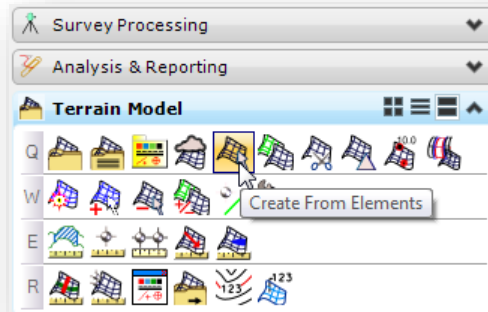 Survey Processing
Analysis & Reporting
Terrain Model
Q
10.0
W
Create From Elements
E
R
123
123